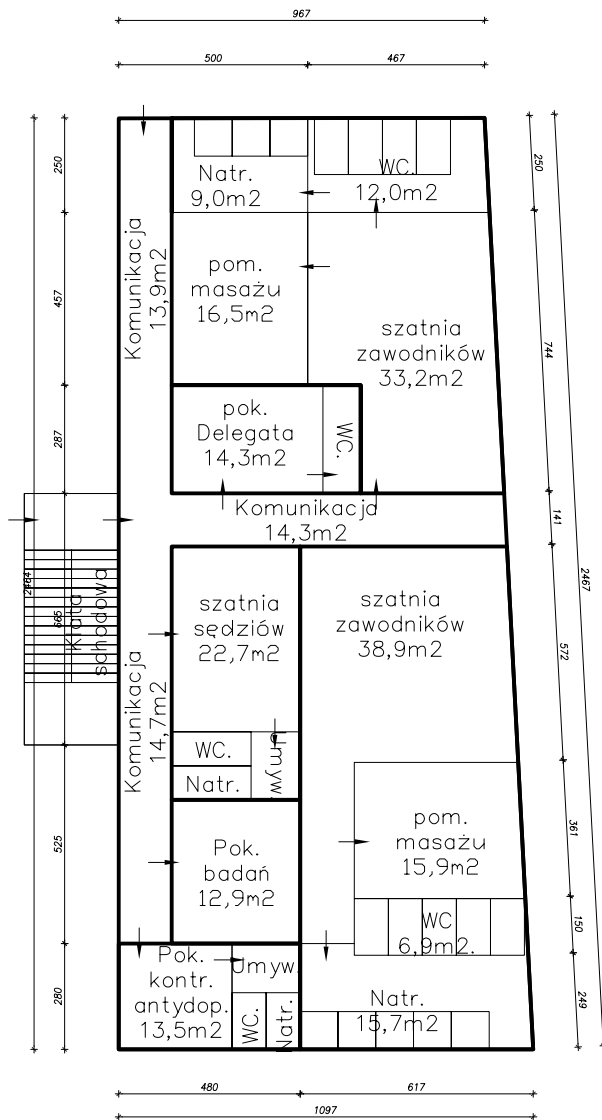 967
500
467
250
457
287
2464
665
525
280
250
744
141
2467
572
361
150
249
Natr.
9,0m2
WC.
12,0m2
Komunikacja
13,9m2
pom.
masażu
16,5m2
szatnia
zawodników
33,2m2
pok.
Delegata
14,3m2
WC.
Komunikacja
14,3m2
Klata
schodowa
szatnia
sędziów
22,7m2
szatnia
zawodników
38,9m2
Komunikacja
14,7m2
WC.
Umyw.
Natr.
pom.
masażu
15,9m2
Pok.
badań
12,9m2
WC
6,9m2.
Pok.
kontr.
antydop.
13,5m2
Umyw.
WC.
Natr.
Natr.
15,7m2
480
617
1097